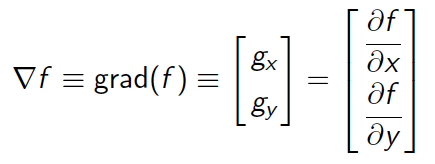 ∇f ≡ grad(f) ≡ [g_x; g_y] = [∂f/∂x; ∂f/∂y]